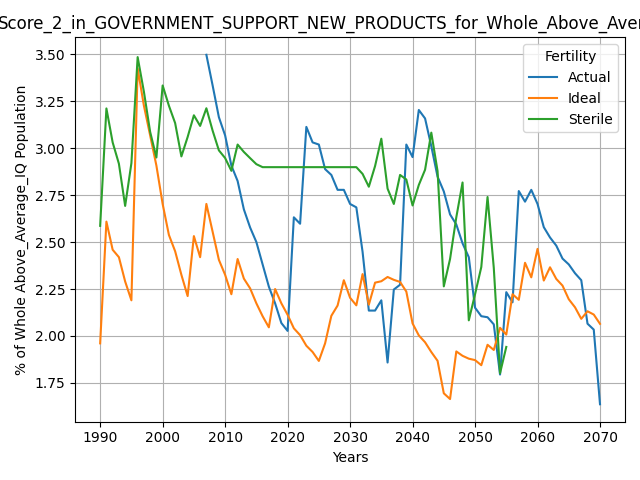 Score_2_in_GOVERNMENT_SUPPORT_NEW_PRODUCTS_for_Whole_Above_Aver
% of Whole Above_Average_IQ Population
3.50
3.25
3.00
2.75
2.50
2.25
2.00
1.75
Fertility
Actual
Ideal
Sterile
1990 2000 2010 2020 2030 2040 2050 2060 2070
Years